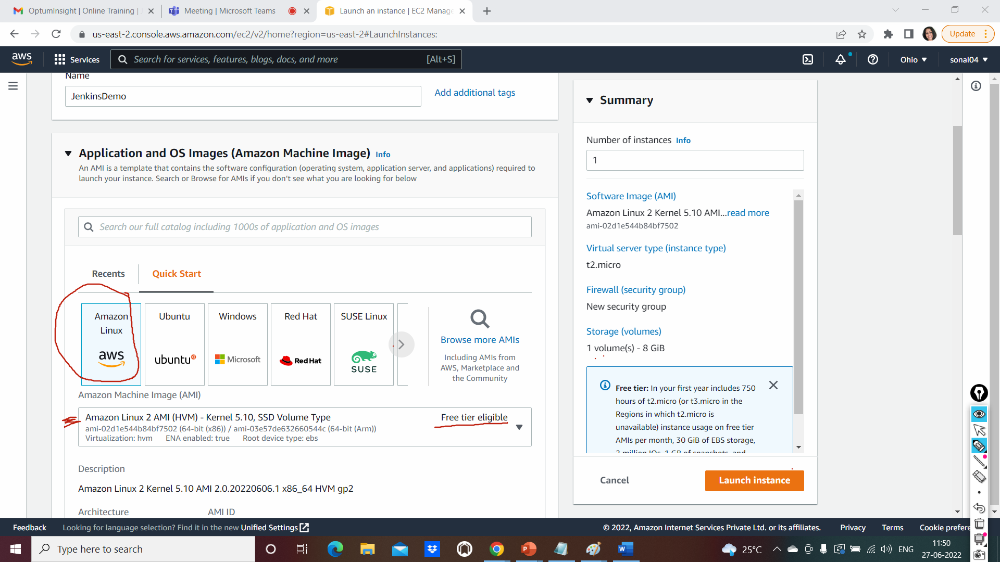 OptumInsight | Online Training |
Meeting | Microsoft Teams
Launch an instance | EC2 Manage
us-east-2.console.aws.amazon.com/ec2/v2/home?region=us-east-2#LaunchInstances:
Update
aws
Services
Search for services, features, blogs, docs, and more
[Alt+S]
Ohio
sonal04
Name
JenkinsDemo
Add additional tags
Application and OS Images (Amazon Machine Image) Info
An AMI is a template that contains the software configuration (operating system, application server, and applications) required to
launch your instance. Search or Browse for AMIs if you don't see what you are looking for below
Search our full catalog including 1000s of application and OS images
Recents
Quick Start
Amazon
Linux
aws
Ubuntu
ubuntu
Windows
Microsoft
Red Hat
Red Hat
SUSE Linux
SUSE
Browse more AMIs
Including AMIs from
AWS, Marketplace and
the Community
Amazon Machine Image (AMI)
Amazon Linux 2 AMI (HVM) - Kernel 5.10, SSD Volume Type
Free tier eligible
ami-02d1e544b84bf7502 (64-bit (x86)) / ami-03e57de632660544c (64-bit (Arm))
Virtualization: hvm ENA enabled: true Root device type: ebs
Description
Amazon Linux 2 Kernel 5.10 AMI 2.0.20220606.1 x86_64 HVM gp2
Architecture
AMI ID
Summary
Number of instances Info
1
Software Image (AMI)
Amazon Linux 2 Kernel 5.10 AMI...read more
ami-02d1e544b84bf7502
Virtual server type (instance type)
t2.micro
Firewall (security group)
New security group
Storage (volumes)
1 volume(s) - 8 GiB
Free tier: In your first year includes 750
hours of t2.micro (or t3.micro in the
Regions in which t2.micro is
unavailable) instance usage on free tier
AMIs per month, 30 GiB of EBS storage,
2 million IOs, 1 GB of snapshots, and
Cancel
Launch instance
Feedback
Looking for language selection? Find it in the new Unified Settings
© 2022, Amazon Internet Services Private Ltd. or its affiliates.
Privacy
Terms
Cookie prefere
Type here to search
25°C
ENG
11:50
27-06-2022